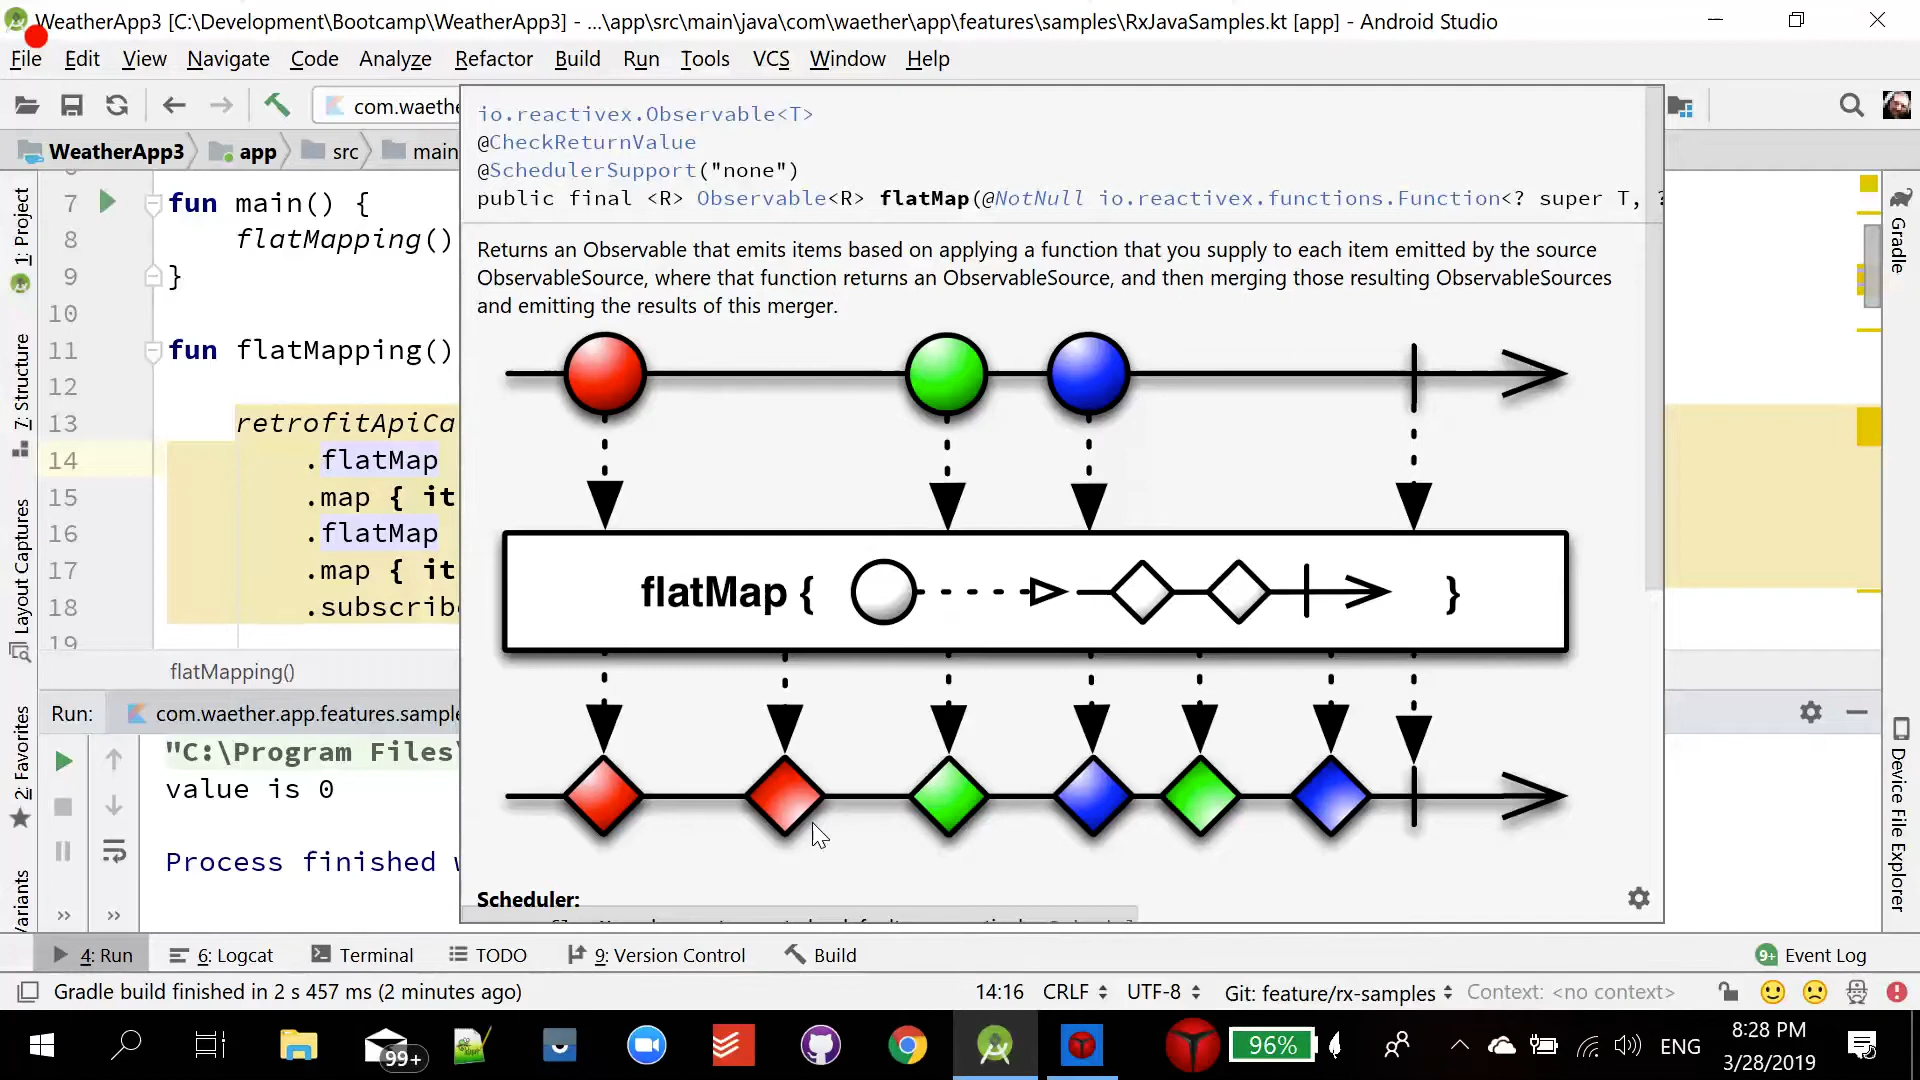 WeatherApp3 [C:\Development\Bootcamp\WeatherApp3] - ...\app\src\main\java\com\waether\app\features\samples\RxJavaSamples.kt [app] - Android Studio
File Edit View Navigate Code Analyze Refactor Build Run Tools VCS Window Help
com.waethe
WeatherApp3 app src main
io.reactivex.Observable<T>
@CheckReturnValue
@SchedulerSupport("none")
public final <R> Observable<R> flatMap(@NotNull io.reactivex.functions.Function<? super T, ?
Returns an Observable that emits items based on applying a function that you supply to each item emitted by the source
ObservableSource, where that function returns an ObservableSource, and then merging those resulting ObservableSources
and emitting the results of this merger.
flatMap { }
Scheduler:
1: Project
7: Structure
Layout Captures
2: Favorites
Variants
Gradle
Device File Explorer
7 fun main() {
8 flatMapping()
9 }
10
11 fun flatMapping()
12
13 retrofitApiCa
14 .flatMap
15 .map { it
16 .flatMap
17 .map { it
18 .subscribe
19
flatMapping()
Run: com.waether.app.features.sample
"C:\Program Files\
value is 0
Process finished w
4: Run 6: Logcat Terminal TODO 9: Version Control Build 9+ Event Log
Gradle build finished in 2 s 457 ms (2 minutes ago) 14:16 CRLF UTF-8 Git: feature/rx-samples Context: <no context>
99+ 96% ENG 8:28 PM
3/28/2019